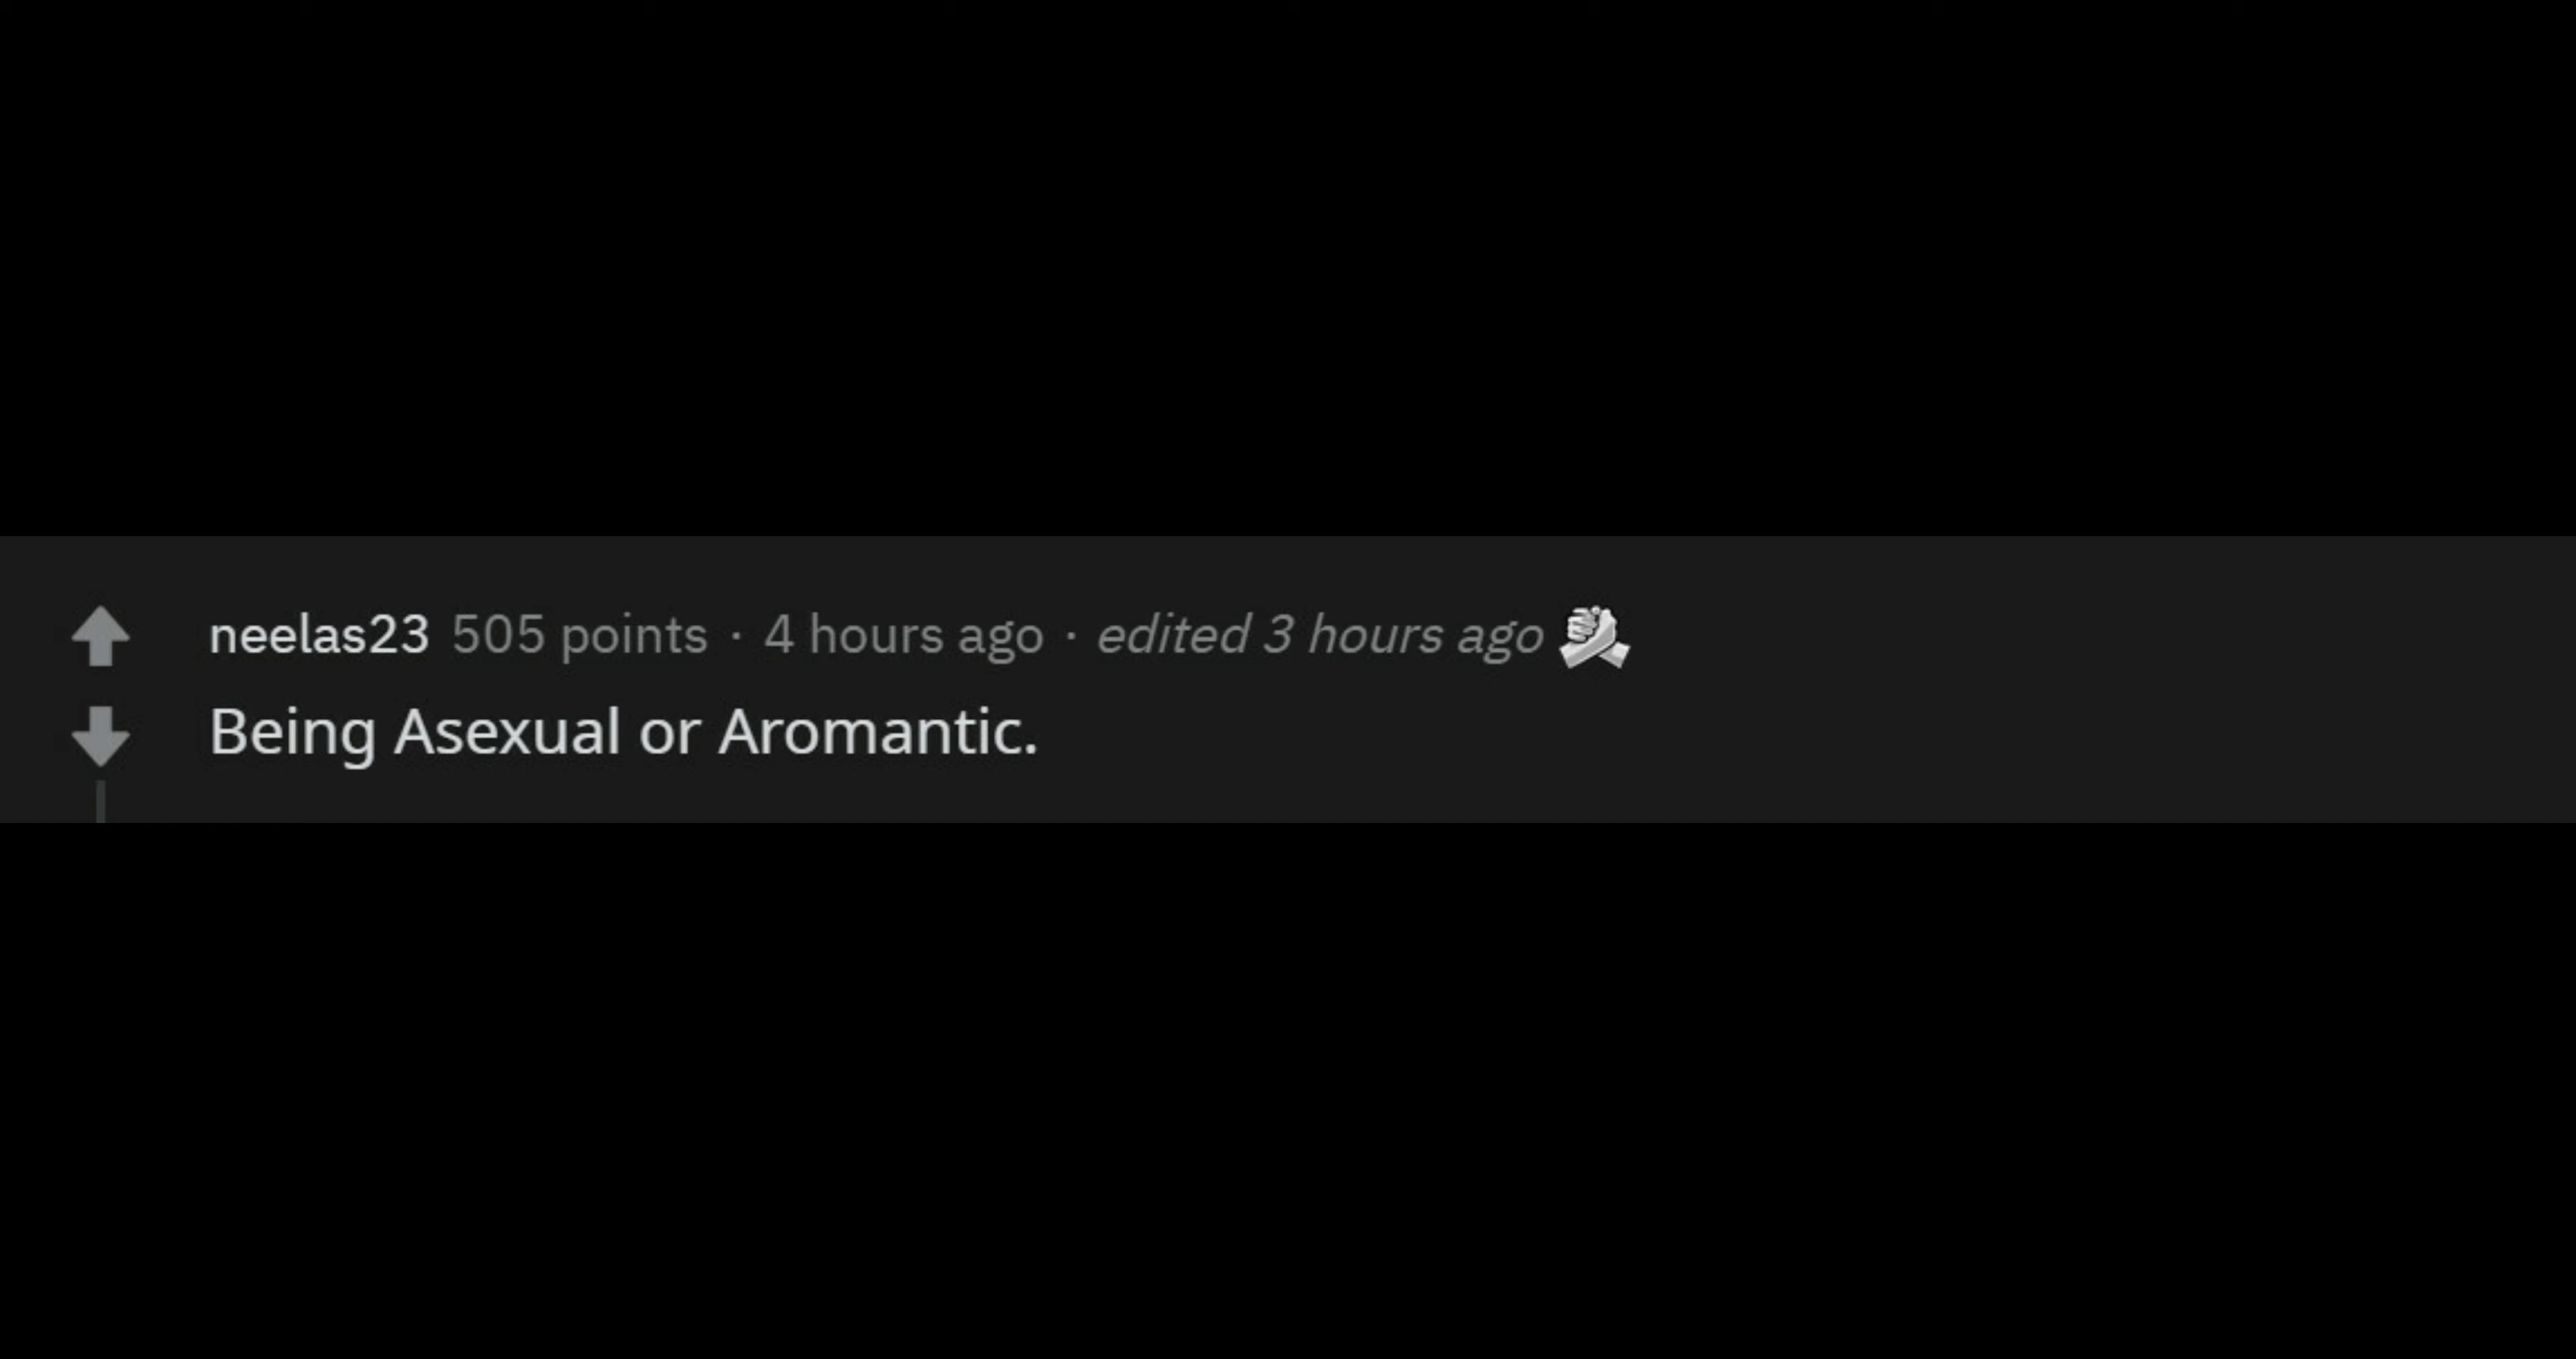 neelas23 505 points · 4 hours ago · edited 3 hours ago
Being Asexual or Aromantic.